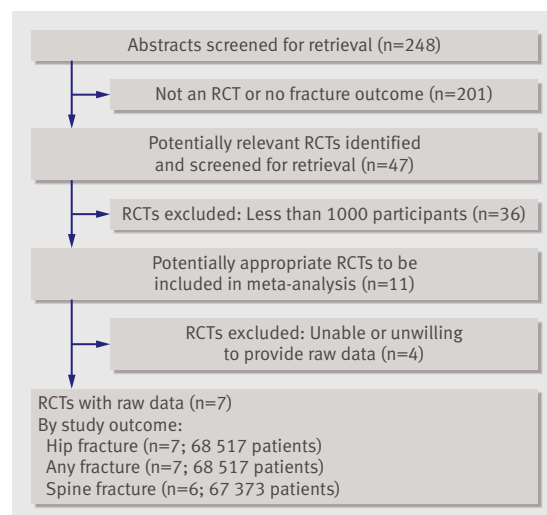 Abstracts screened for retrieval (n=248)
Not an RCT or no fracture outcome (n=201)
Potentially relevant RCTs identified
and screened for retrieval (n=47)
RCTs excluded: Less than 1000 participants (n=36)
Potentially appropriate RCTs to be
included in meta-analysis (n=11)
RCTs excluded: Unable or unwilling
to provide raw data (n=4)
RCTs with raw data (n=7)
By study outcome:
Hip fracture (n=7; 68 517 patients)
Any fracture (n=7; 68 517 patients)
Spine fracture (n=6; 67 373 patients)